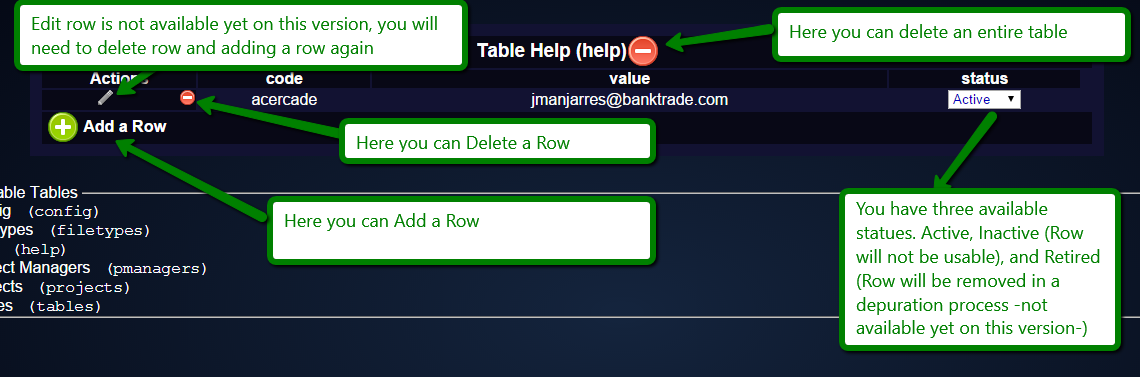 Edit row is not available yet on this version, you will
need to delete row and adding a row again
Here you can delete an entire table
Table Help (help)
Actions code value status
acercade jmanjarres@banktrade.com Active
Add a Row
Here you can Delete a Row
Here you can Add a Row
You have three available
statues. Active, Inactive (Row
will not be usable), and Retired
(Row will be removed in a
depuration process -not
available yet on this version-)
able Tables
ig (config)
ypes (filetypes)
(help)
ect Managers (pmanagers)
ects (projects)
es (tables)